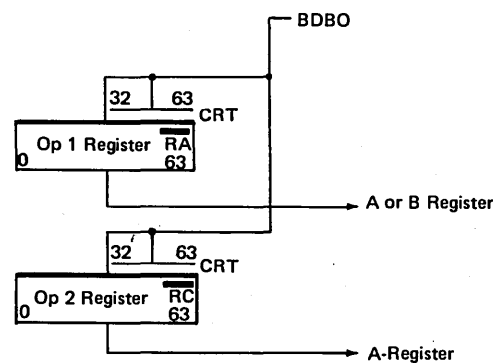 BDBO
32 63
CRT
Op 1 Register RA
0 63
A or B Register
32 63
CRT
Op 2 Register RC
0 63
A-Register